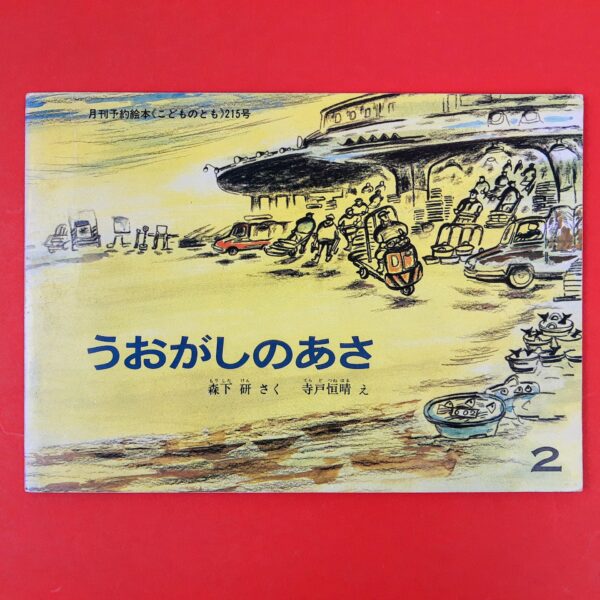 月刊予約絵本《こどものとも》215号
うおがしのあさ
もりした けん てらど つねはる
森下 研 さく 寺戸恒晴 え
2